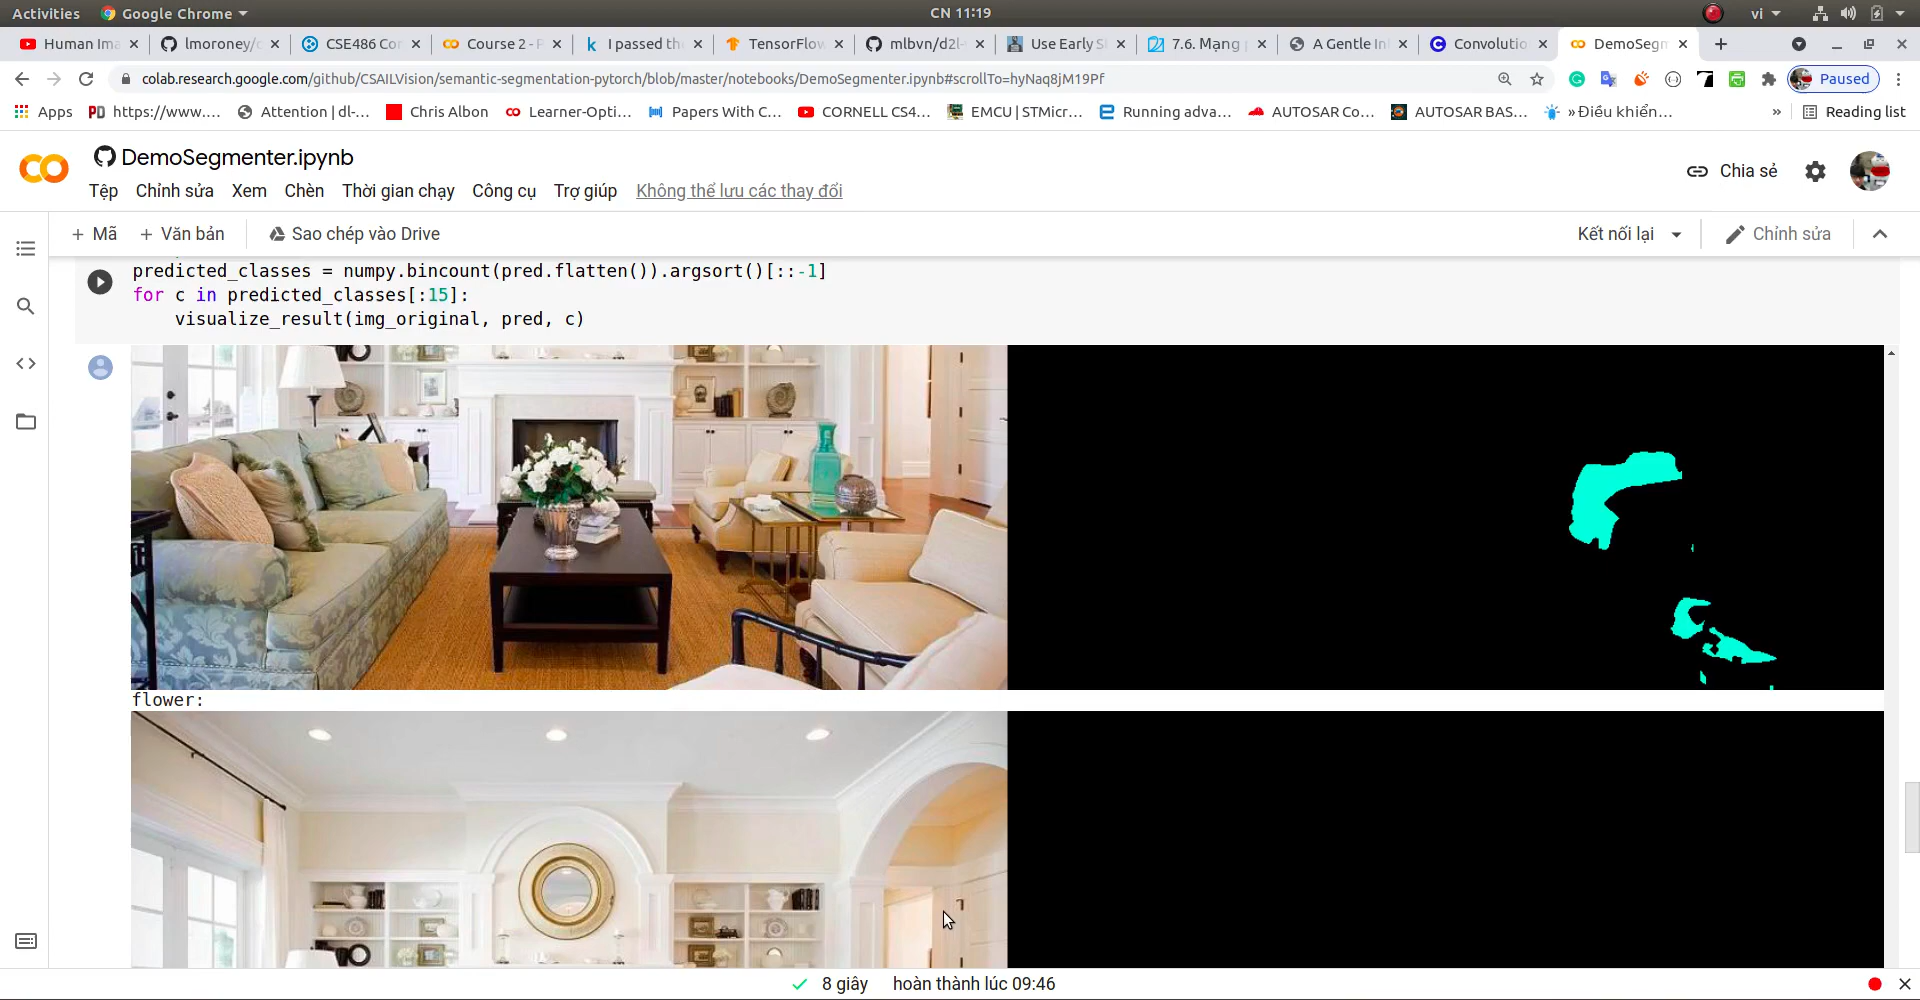 Activities Google Chrome CN 11:19 vi
Human Ima lmoroney/c CSE486 Co Course 2 - P I passed the TensorFlow mlbvn/d2l- Use Early S 7.6. Mạng A Gentle In Convolutio DemoSegm
colab.research.google.com/github/CSAILVision/semantic-segmentation-pytorch/blob/master/notebooks/DemoSegmenter.ipynb#scrollTo=hyNaq8jM19Pf Paused
Apps https://www.... Attention | dl-... Chris Albon Learner-Opti... Papers With C... CORNELL CS4... EMCU | STMicr... Running adva... AUTOSAR Co... AUTOSAR BAS... » Điều khiển... » Reading list
DemoSegmenter.ipynb
Chia sẻ
Tệp Chỉnh sửa Xem Chèn Thời gian chạy Công cụ Trợ giúp Không thể lưu các thay đổi
+ Mã + Văn bản Sao chép vào Drive Kết nối lại Chỉnh sửa
predicted_classes = numpy.bincount(pred.flatten()).argsort()[::-1]
for c in predicted_classes[:15]:
visualize_result(img_original, pred, c)
flower:
8 giây hoàn thành lúc 09:46